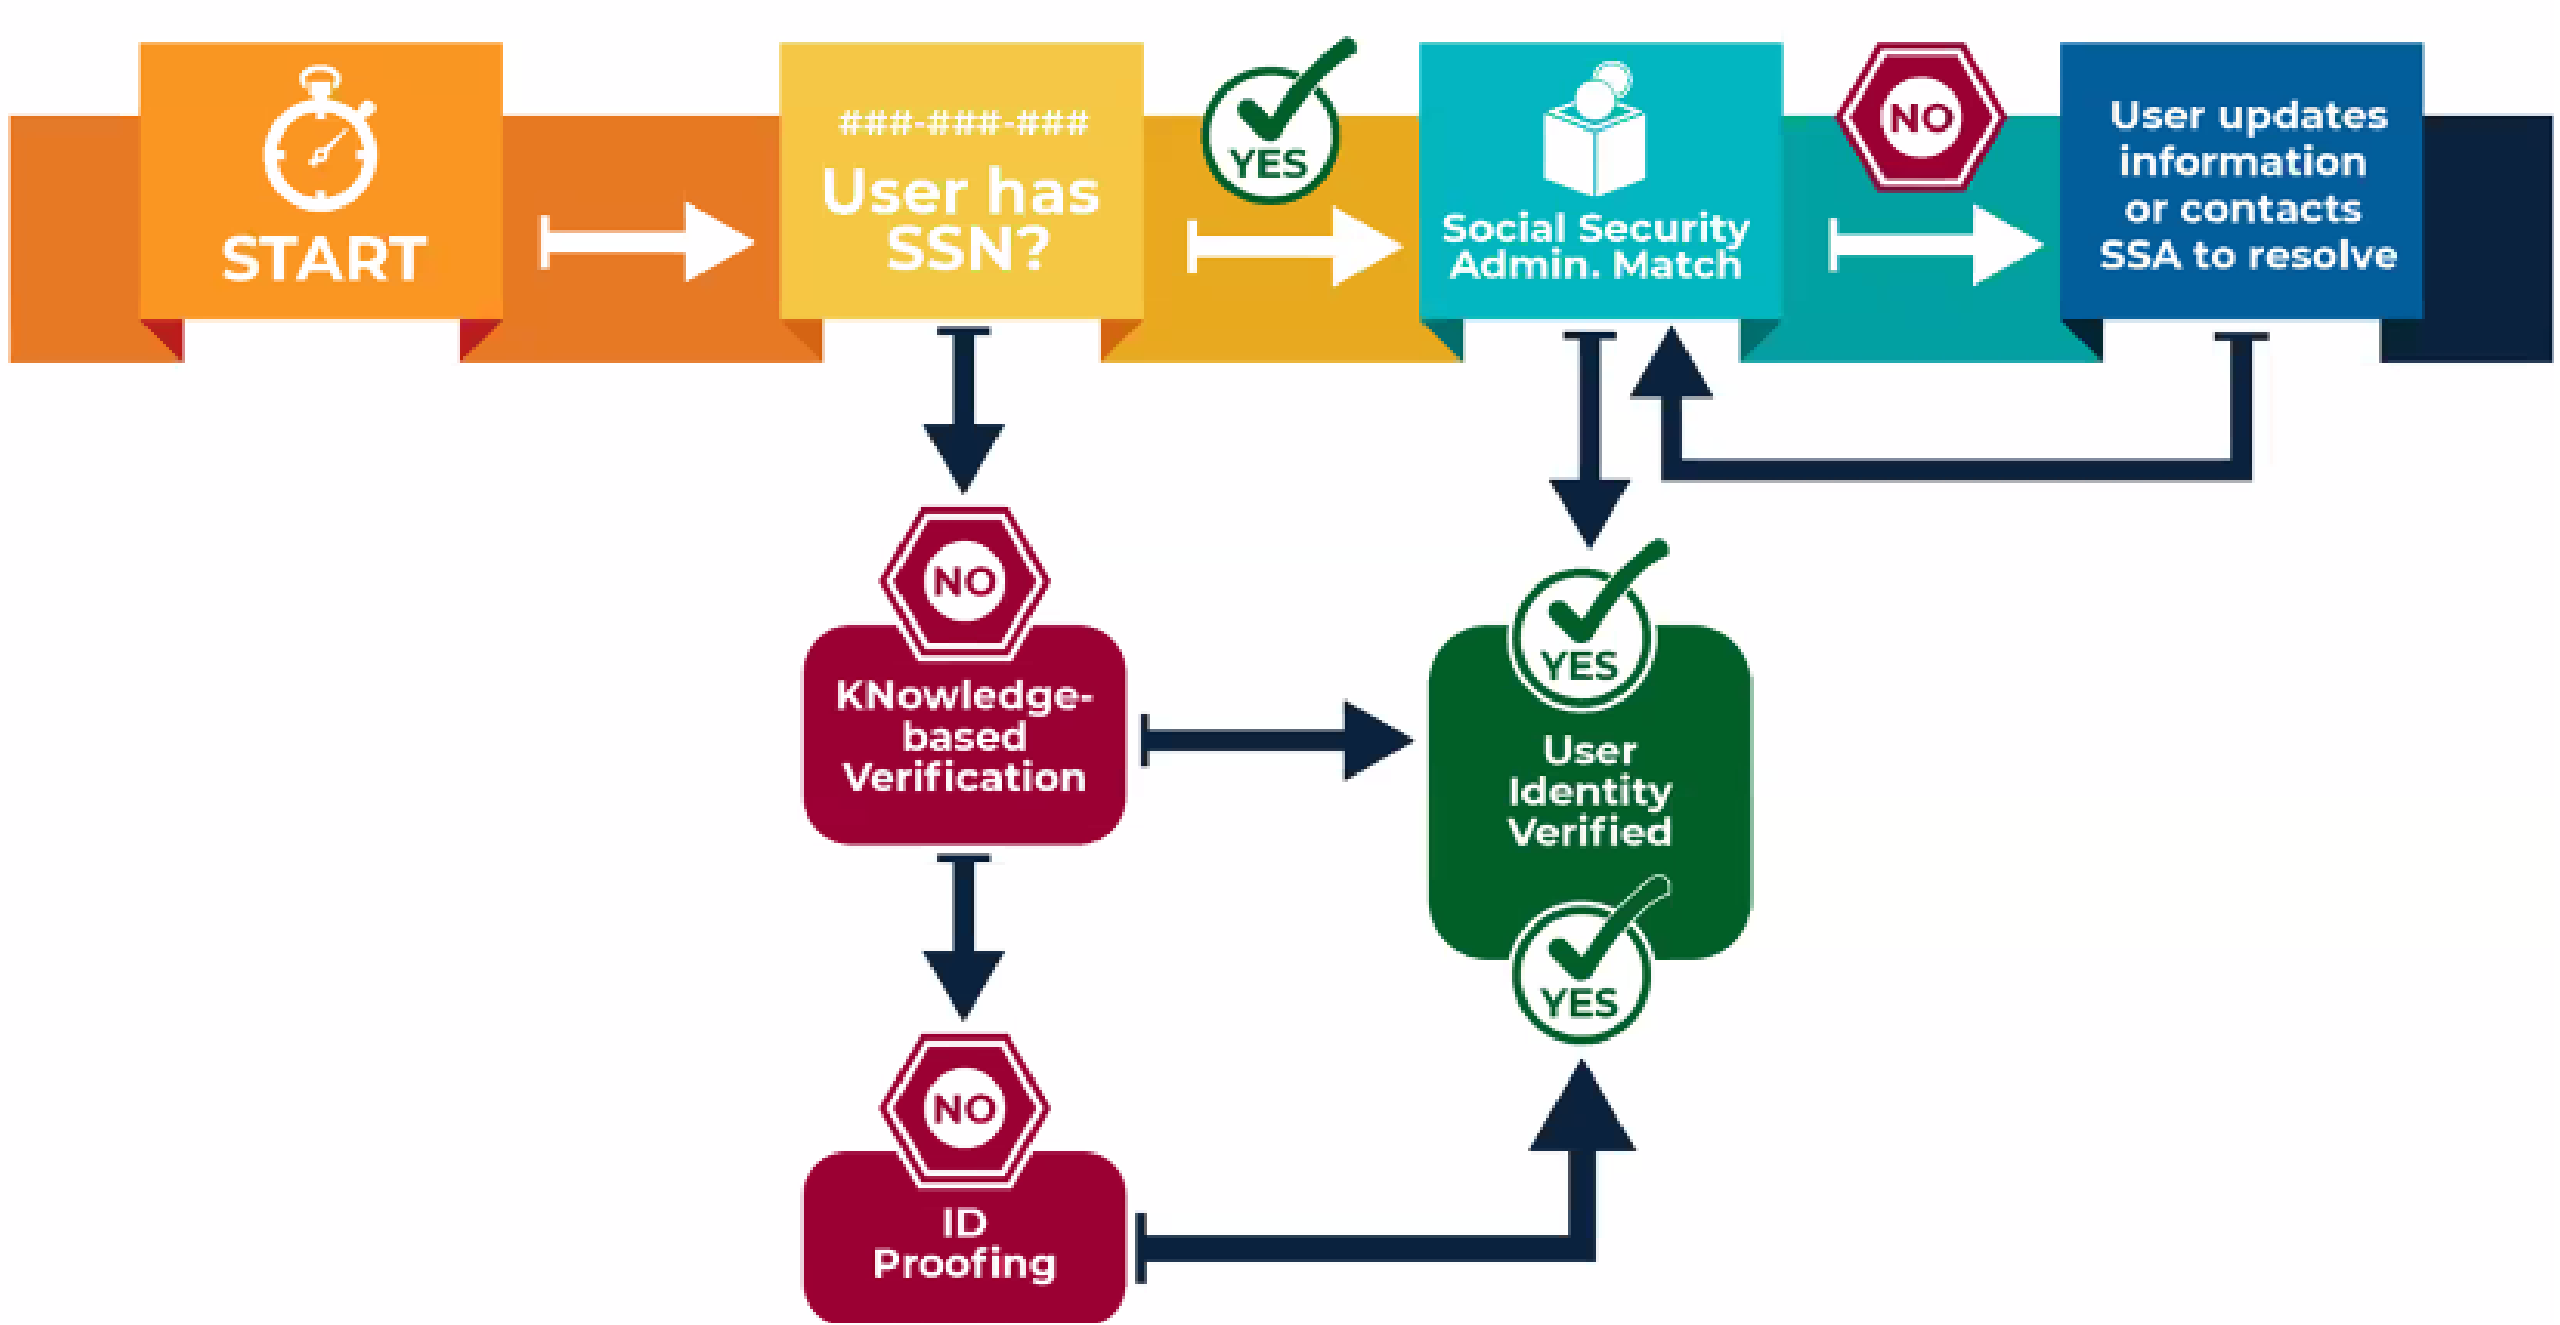 START
###-###-###
User has
SSN?
YES
Social Security
Admin. Match
NO
User updates
information
or contacts
SSA to resolve
NO
KNowledge-
based
Verification
YES
User
Identity
Verified
YES
NO
ID
Proofing